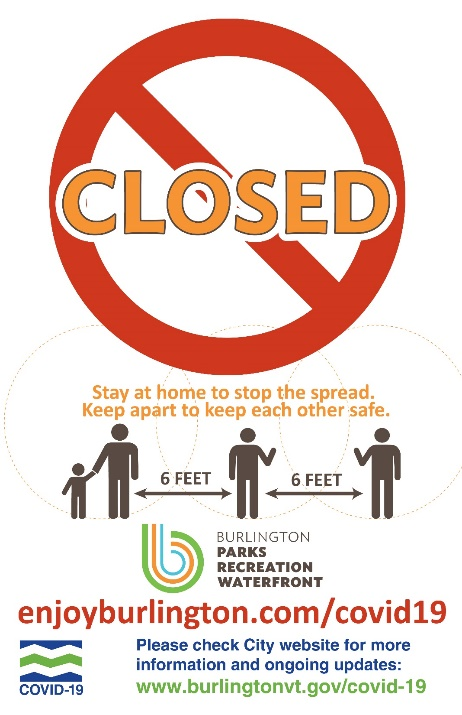 CLOSED
Stay at home to stop the spread.
Keep apart to keep each other safe.
6 FEET
6 FEET
BURLINGTON
PARKS
RECREATION
WATERFRONT
enjoyburlington.com/covid19
COVID-19
Please check City website for more
information and ongoing updates:
www.burlingtonvt.gov/covid-19